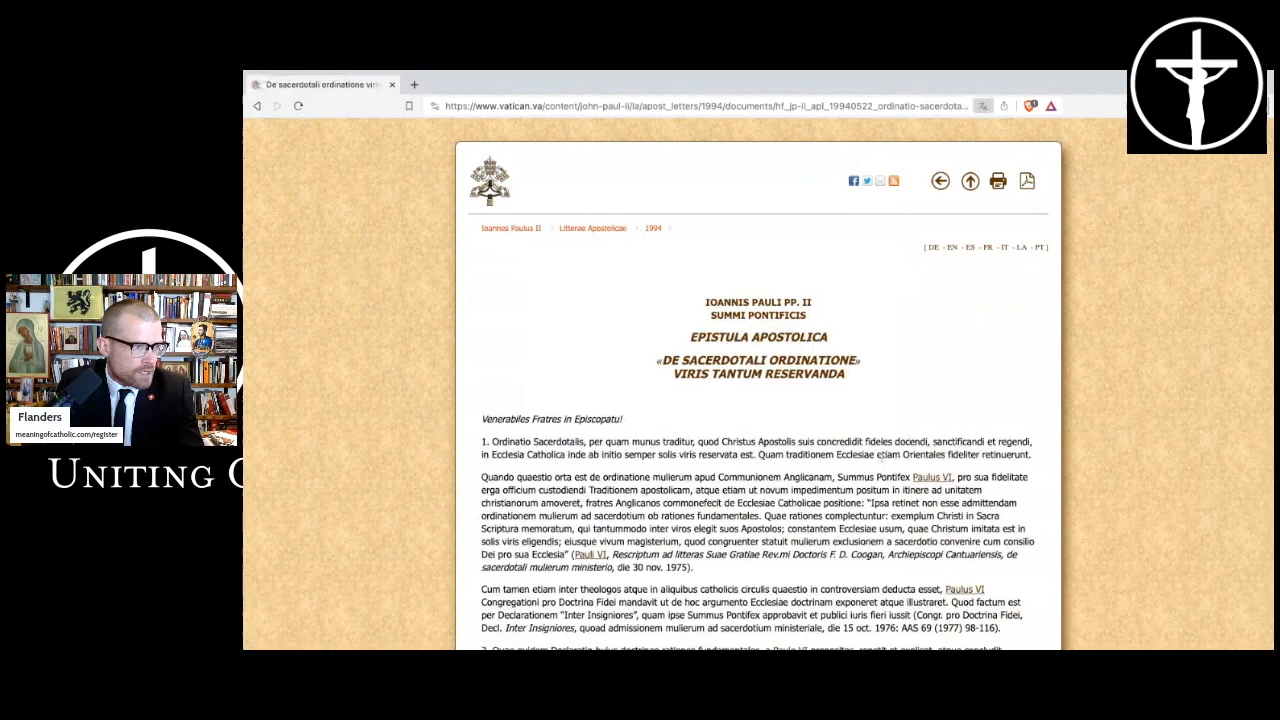 De sacerdotali ordinatione viris
https://www.vatican.va/content/john-paul-ii/la/apost_letters/1994/documents/hf_jp-ii_apl_19940522_ordinatio-sacerdota...
Ioannes Paulus II
Litterae Apostolicae
1994
[ DE - EN - ES - FR - IT - LA - PT ]
IOANNIS PAULI PP. II
SUMMI PONTIFICIS
EPISTULA APOSTOLICA
«DE SACERDOTALI ORDINATIONE»
VIRIS TANTUM RESERVANDA
Venerabiles Fratres in Episcopatu!
1. Ordinatio Sacerdotalis, per quam munus traditur, quod Christus Apostolis suis concredidit fideles docendi, sanctificandi et regendi,
in Ecclesia Catholica inde ab initio semper solis viris reservata est. Quam traditionem Ecclesiae etiam Orientales fideliter retinuerunt.
Quando quaestio orta est de ordinatione mulierum apud Communionem Anglicanam, Summus Pontifex Paulus VI, pro sua fidelitate
erga officium custodiendi Traditionem apostolicam, atque etiam ut novum impedimentum positum in itinere ad unitatem
christianorum amoveret, fratres Anglicanos commonefecit de Ecclesiae Catholicae positione: "Ipsa retinet non esse admittendam
ordinationem mulierum ad sacerdotium ob rationes fundamentales. Quae rationes complectuntur: exemplum Christi in Sacra
Scriptura memoratum, qui tantummodo inter viros elegit suos Apostolos; constantem Ecclesiae usum, quae Christum imitata est in
solis viris eligendis; eiusque vivum magisterium, quod congruenter statuit mulierum exclusionem a sacerdotio convenire cum consilio
Dei pro sua Ecclesia" (Pauli VI, Rescriptum ad litteras Suae Gratiae Rev.mi Doctoris F. D. Coogan, Archiepiscopi Cantuariensis, de
sacerdotali mulierum ministerio, die 30 nov. 1975).
Cum tamen etiam inter theologos atque in aliquibus catholicis circulis quaestio in controversiam deducta esset, Paulus VI
Congregationi pro Doctrina Fidei mandavit ut de hoc argumento Ecclesiae doctrinam exponeret atque illustraret. Quod factum est
per Declarationem "Inter Insigniores", quam ipse Summus Pontifex approbavit et publici iuris fieri iussit (Congr. pro Doctrina Fidei,
Decl. Inter Insigniores, quoad admissionem mulierum ad sacerdotium ministeriale, die 15 oct. 1976: AAS 69 (1977) 98-116).
Flanders
meaningofcatholic.com/register
UNITING C